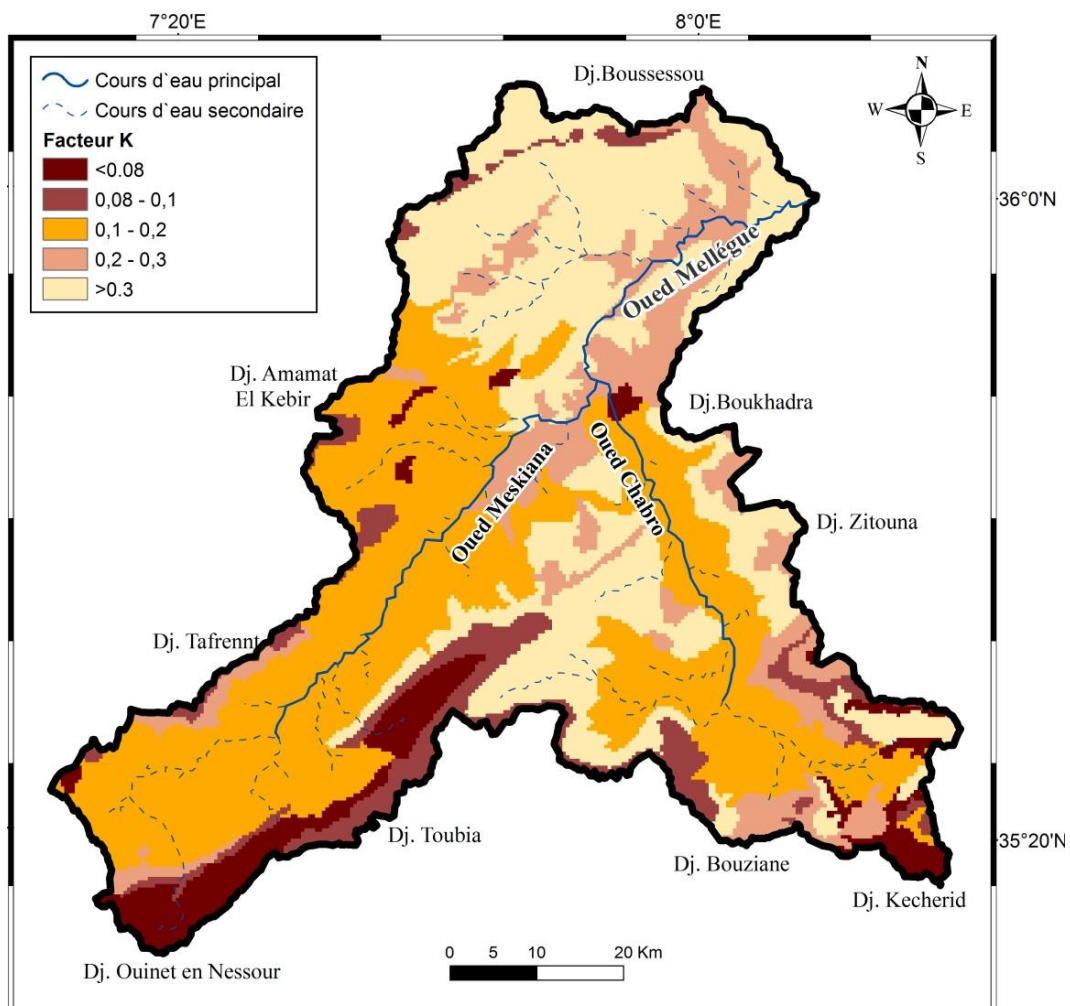 7°20'E
8°0'E
Cours d`eau principal
Cours d`eau secondaire
Facteur K
<0.08
0,08 - 0,1
0,1 - 0,2
0,2 - 0,3
>0.3
Dj.Boussessou
N
W
E
S
36°0'N
Oued Mellégue
Dj. Amamat
El Kebir
Dj.Boukhadra
Oued Meskiana
Oued Chabro
Dj. Zitouna
Dj. Tafrennt
Dj. Toubia
Dj. Bouziane
35°20'N
Dj. Kecherid
Dj. Ouinet en Nessour
0 5 10 20 Km